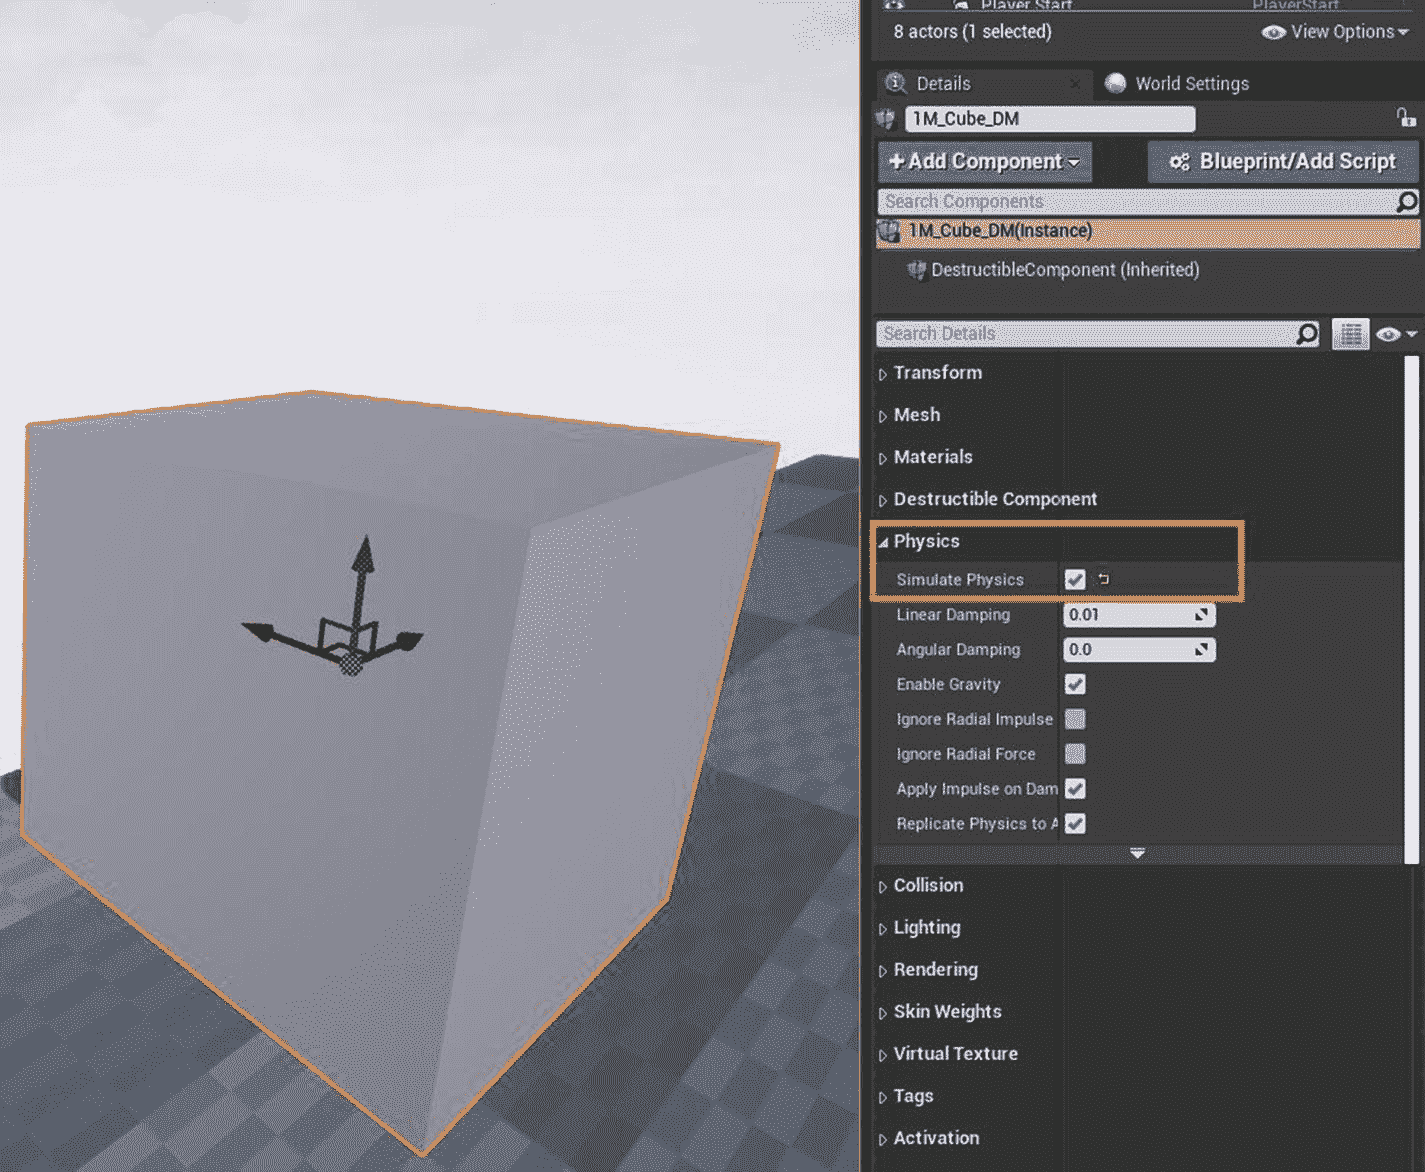 Player Start PlayerStart
8 actors (1 selected) View Options
Details World Settings
1M_Cube_DM
+ Add Component Blueprint/Add Script
Search Components
1M_Cube_DM(Instance)
DestructibleComponent (Inherited)
Search Details
Transform
Mesh
Materials
Destructible Component
Physics
Simulate Physics
Linear Damping 0.01
Angular Damping 0.0
Enable Gravity
Ignore Radial Impulse
Ignore Radial Force
Apply Impulse on Dam
Replicate Physics to A
Collision
Lighting
Rendering
Skin Weights
Virtual Texture
Tags
Activation